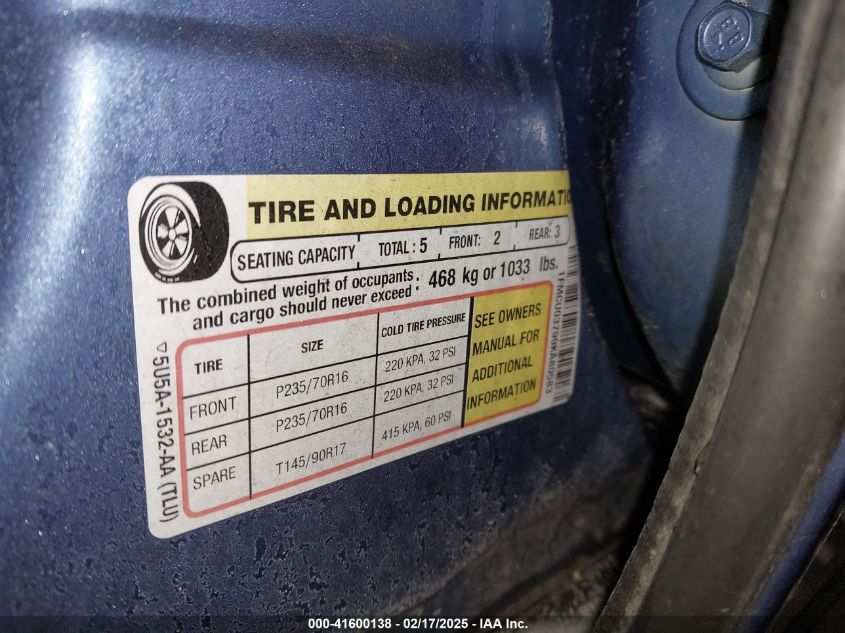 TIRE AND LOADING INFORMATIO
SEATING CAPACITY TOTAL : 5 FRONT: 2 REAR: 3
The combined weight of occupants
and cargo should never exceed : 468 kg or 1033 lbs.
TIRE SIZE COLD TIRE PRESSURE
FRONT P235/70R16 220 KPA, 32 PSI
REAR P235/70R16 220 KPA, 32 PSI
SPARE T145/90R17 415 KPA, 60 PSI
SEE OWNERS
MANUAL FOR
ADDITIONAL
INFORMATION
5U5A-1532-AA (TLU)
1FMCU03799KA80583
000-41600138 - 02/17/2025 - IAA Inc.